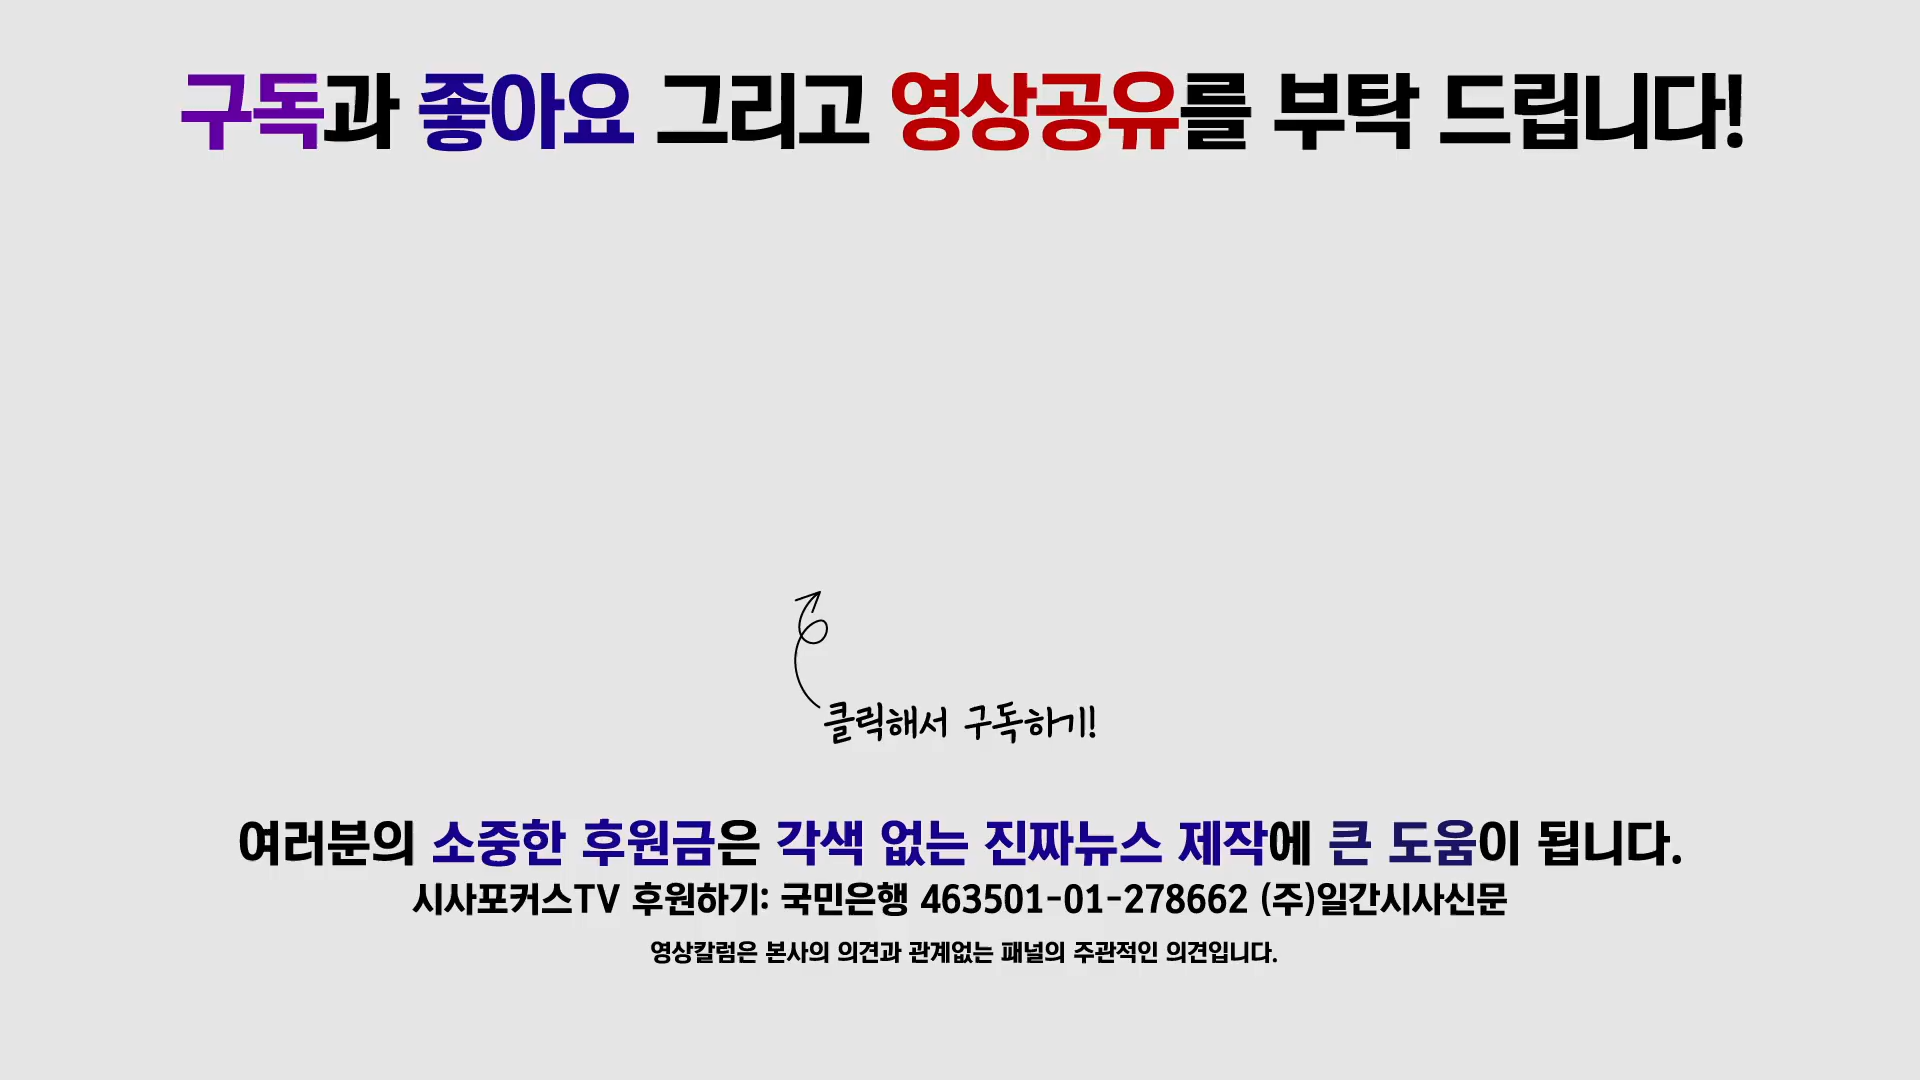 구독과 좋아요 그리고 영상공유를 부탁 드립니다!
클릭해서 구독하기!
여러분의 소중한 후원금은 각색 없는 진짜뉴스 제작에 큰 도움이 됩니다.
시사포커스TV 후원하기: 국민은행 463501-01-278662 (주)일간시사신문
영상칼럼은 본사의 의견과 관계없는 패널의 주관적인 의견입니다.